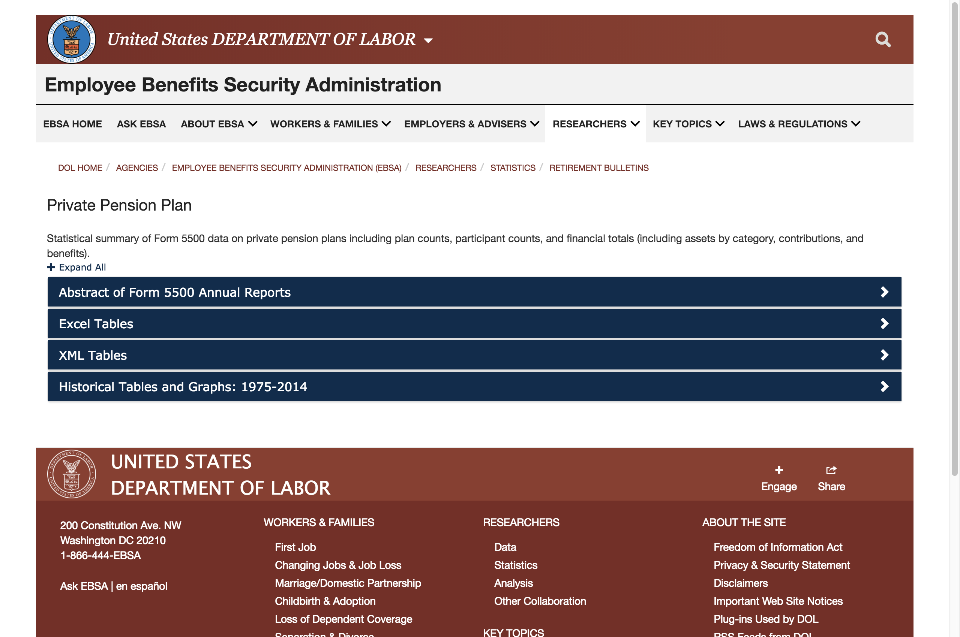 United States DEPARTMENT OF LABOR
Employee Benefits Security Administration
EBSA HOME ASK EBSA ABOUT EBSA WORKERS & FAMILIES EMPLOYERS & ADVISERS RESEARCHERS KEY TOPICS LAWS & REGULATIONS
DOL HOME / AGENCIES / EMPLOYEE BENEFITS SECURITY ADMINISTRATION (EBSA) / RESEARCHERS / STATISTICS / RETIREMENT BULLETINS
Private Pension Plan
Statistical summary of Form 5500 data on private pension plans including plan counts, participant counts, and financial totals (including assets by category, contributions, and
benefits).
Expand All
Abstract of Form 5500 Annual Reports
Excel Tables
XML Tables
Historical Tables and Graphs: 1975-2014
UNITED STATES
DEPARTMENT OF LABOR
Engage
Share
200 Constitution Ave. NW
Washington DC 20210
1-866-444-EBSA
Ask EBSA | en español
WORKERS & FAMILIES
First Job
Changing Jobs & Job Loss
Marriage/Domestic Partnership
Childbirth & Adoption
Loss of Dependent Coverage
Separation & Divorce
RESEARCHERS
Data
Statistics
Analysis
Other Collaboration
KEY TOPICS
ABOUT THE SITE
Freedom of Information Act
Privacy & Security Statement
Disclaimers
Important Web Site Notices
Plug-ins Used by DOL
RSS Feeds from DOL